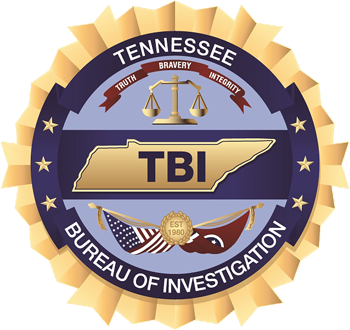 TENNESSEE
TRUTH BRAVERY INTEGRITY
TBI
EST
1980
BUREAU OF INVESTIGATION